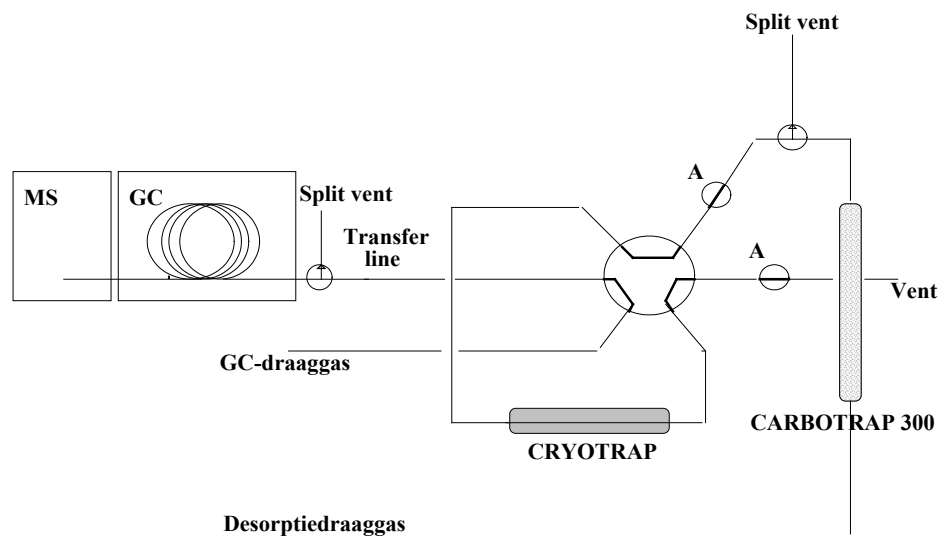 Split vent
A
MS
GC
Split vent
Transfer
line
A
Vent
GC-draaggas
CARBOTRAP 300
CRYOTRAP
Desorptiedraaggas